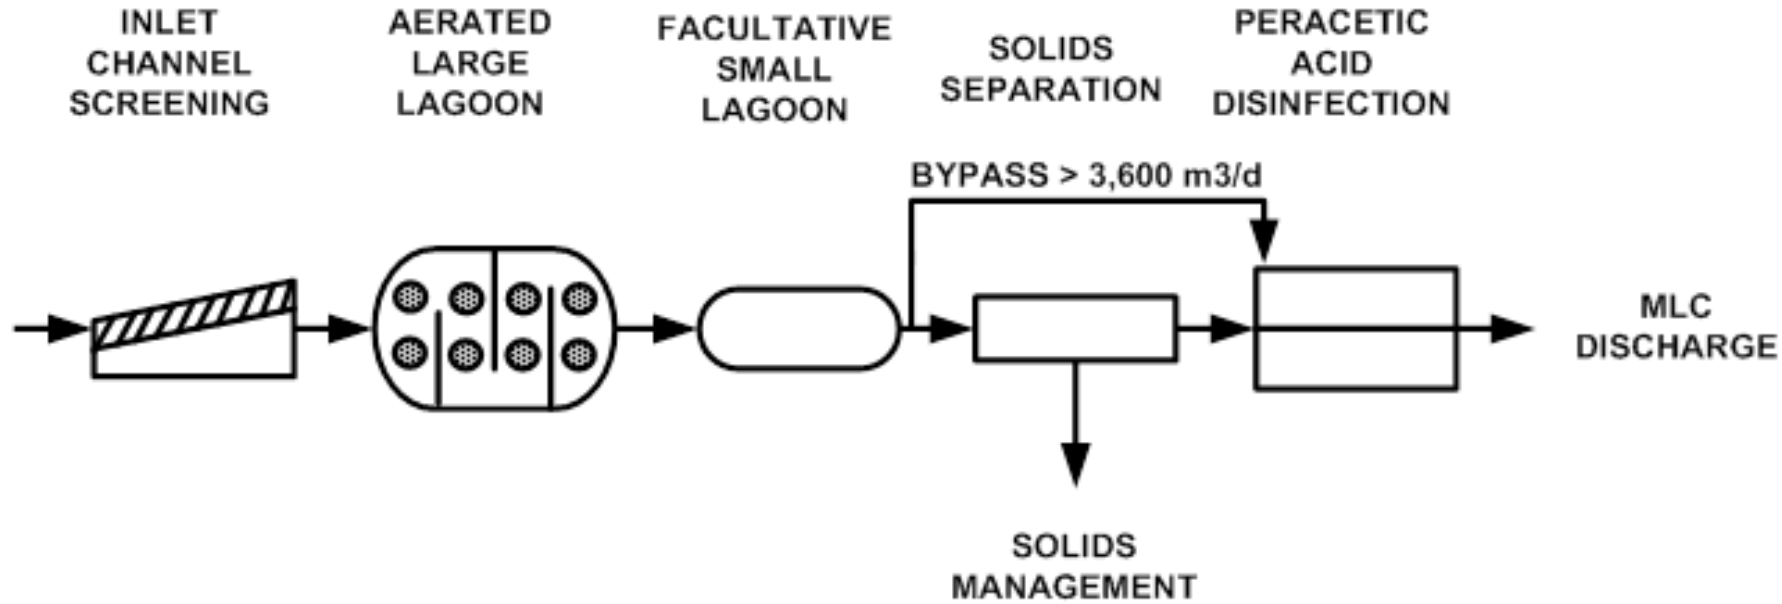 INLET
CHANNEL
SCREENING
AERATED
LARGE
LAGOON
FACULTATIVE
SMALL
LAGOON
SOLIDS
SEPARATION
PERACETIC
ACID
DISINFECTION
BYPASS > 3,600 m3/d
MLC
DISCHARGE
SOLIDS
MANAGEMENT